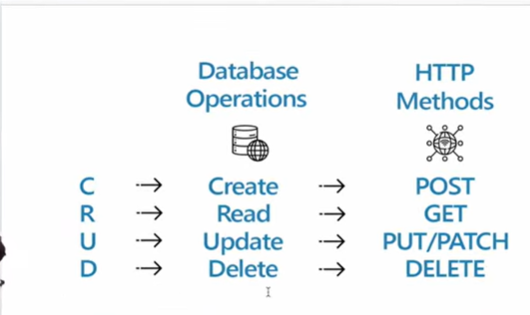 Database Operations
HTTP Methods
C → Create → POST
R → Read → GET
U → Update → PUT/PATCH
D → Delete → DELETE